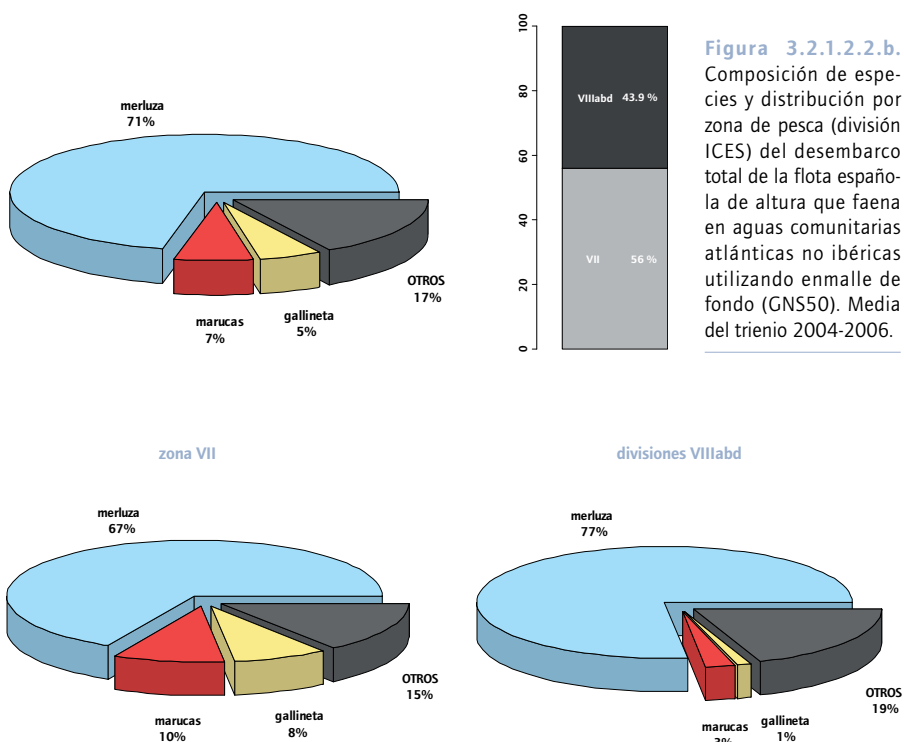 merluza
71%
marucas
7%
gallineta
5%
OTROS
17%
0 20 40 60 80 100
VIIIabd 43.9 %
VII 56 %
Figura 3.2.1.2.2.b.
Composición de espe-
cies y distribución por
zona de pesca (división
ICES) del desembarco
total de la flota españo-
la de altura que faena
en aguas comunitarias
atlánticas no ibéricas
utilizando enmalle de
fondo (GNS50). Media
del trienio 2004-2006.
zona VII
merluza
67%
marucas
10%
gallineta
8%
OTROS
15%
divisiones VIIIabd
merluza
77%
marucas
gallineta
1%
OTROS
19%